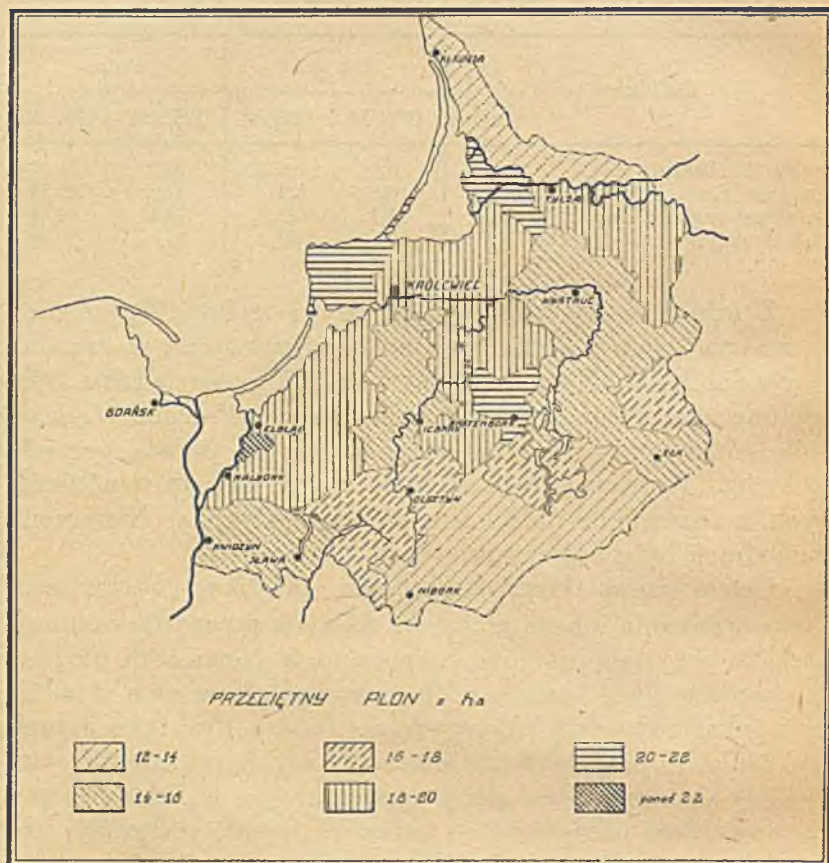 KŁAJPEDA
TYLŻA
KRÓLEWIEC
GDAŃSK
ELBLĄG
MALBORK
OLSZTYN
EŁK
IŁAWA
NIBORK
PRZECIĘTNY PLON z ha
12-14
16-18
20-22
14-16
18-20
ponad 22